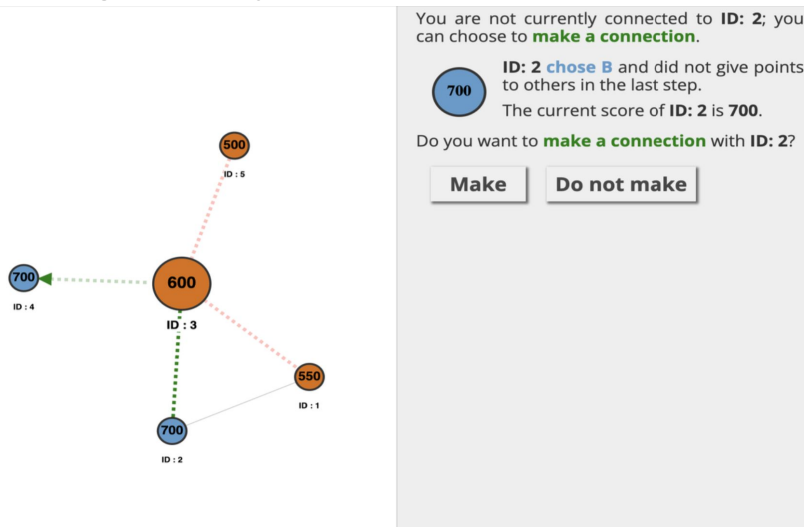 You are not currently connected to ID: 2; you
can choose to make a connection.
700
ID: 2 chose B and did not give points
to others in the last step.
The current score of ID: 2 is 700.
Do you want to make a connection with ID: 2?
Make
Do not make
500
ID : 5
700
ID : 4
600
ID : 3
550
ID : 1
700
ID : 2